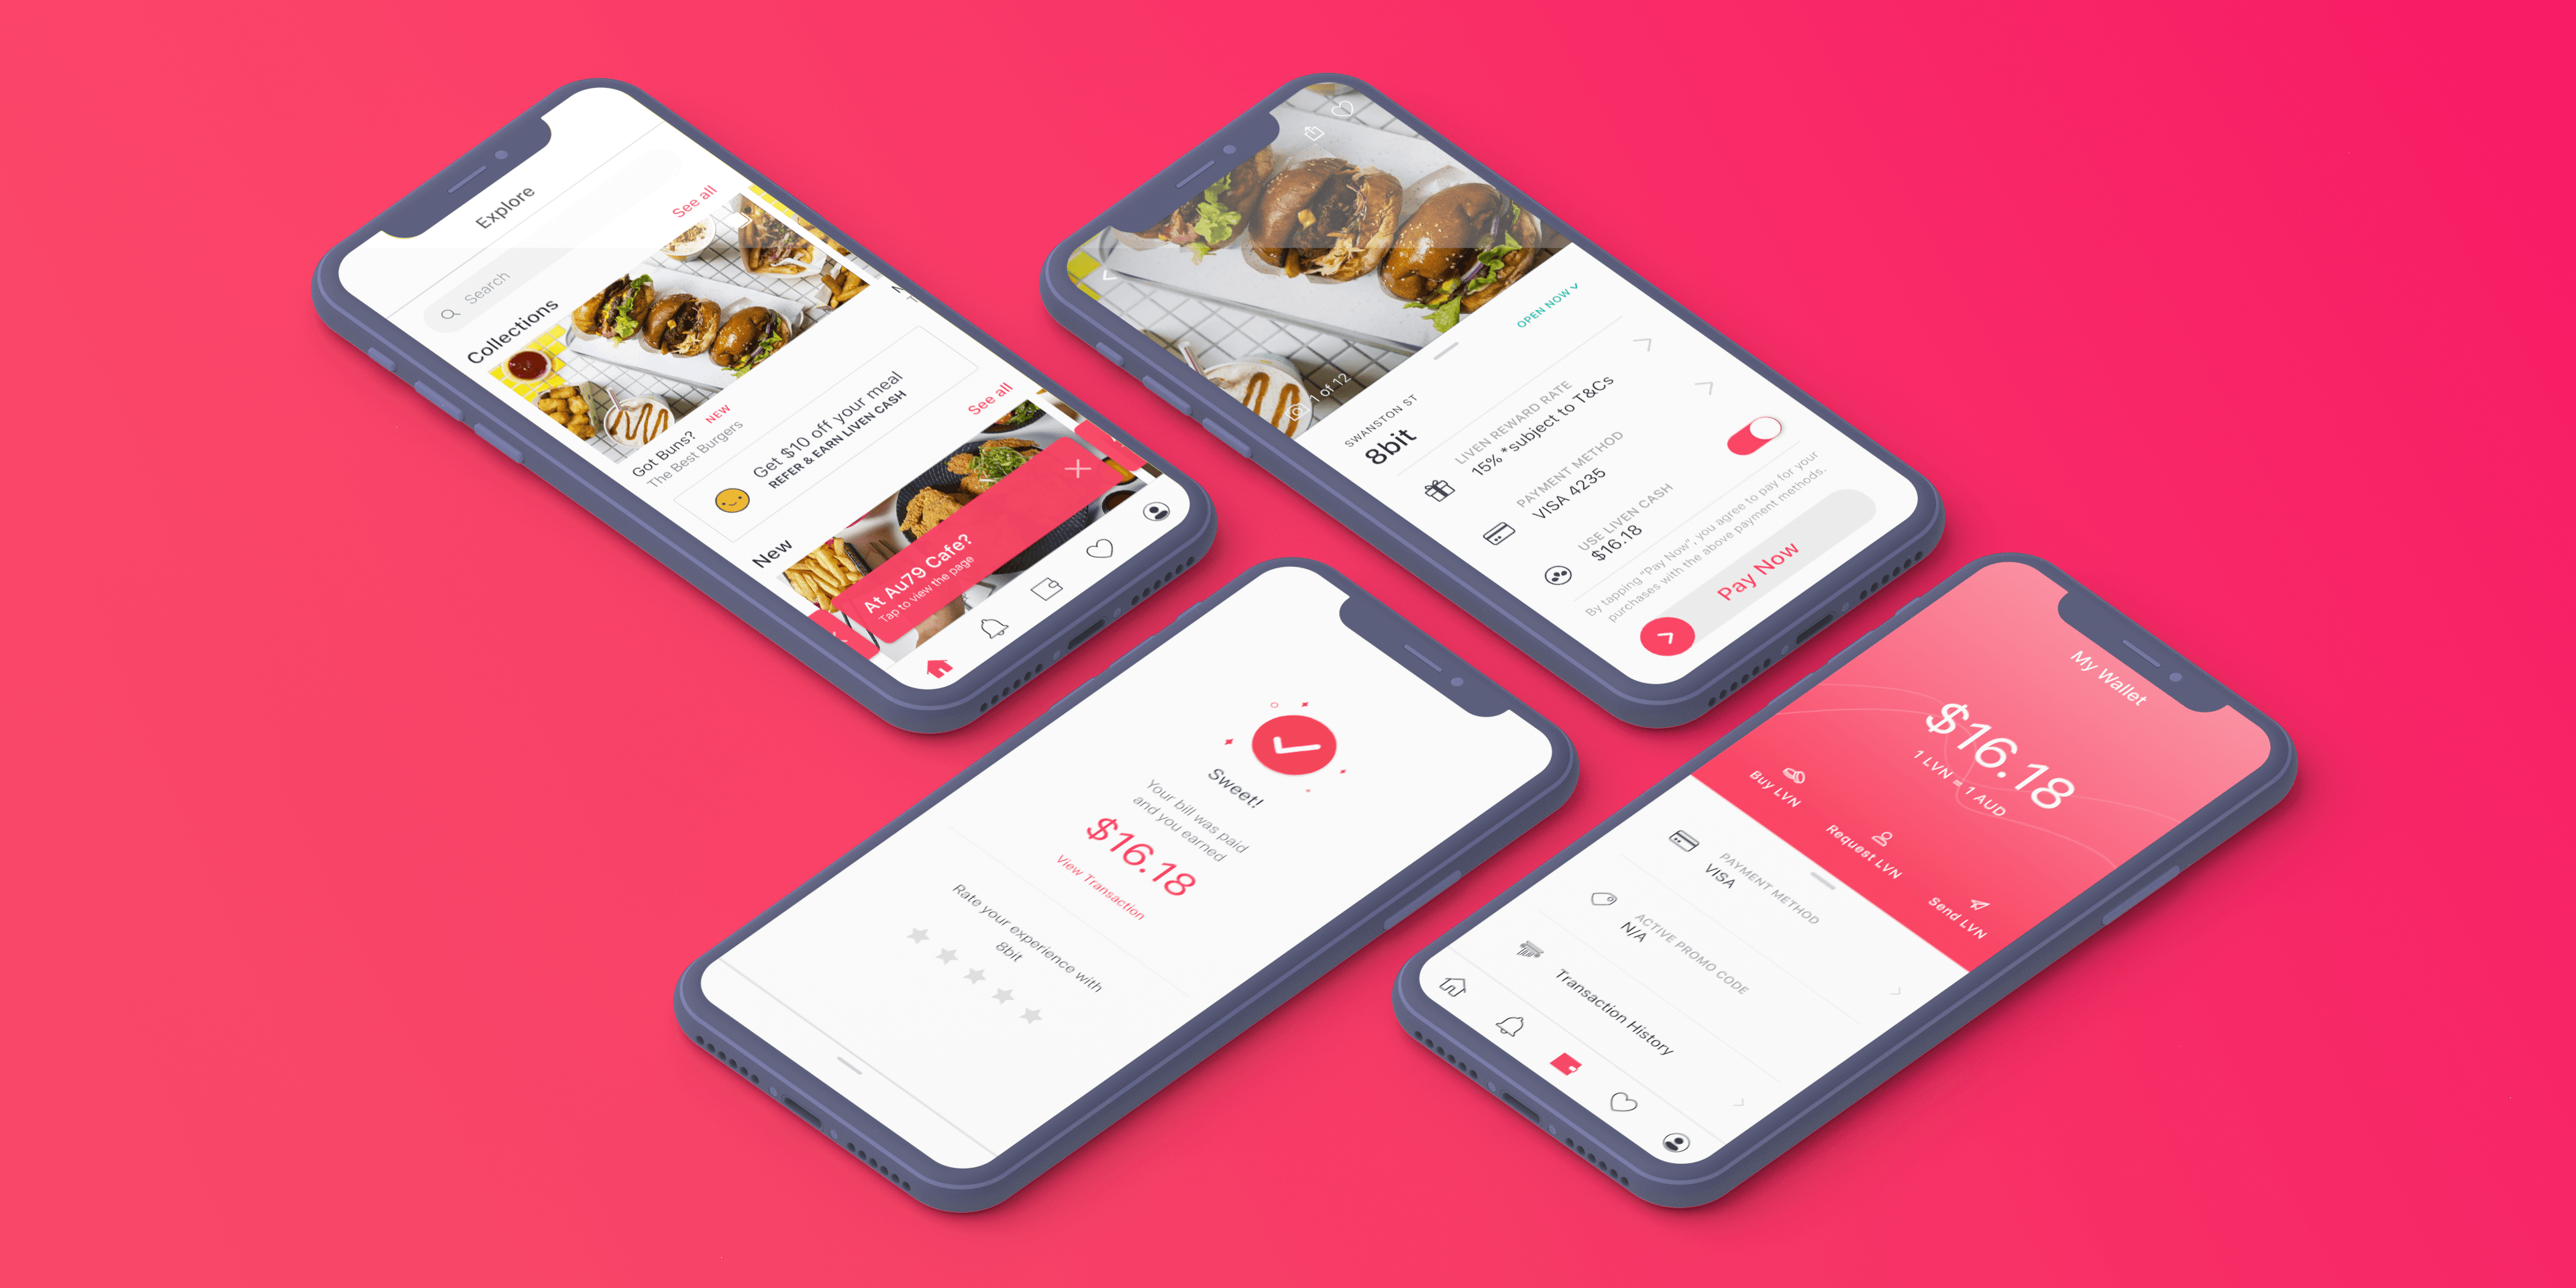 Explore
Search
Collections
See all
Got Buns? NEW
The Best Burgers
Get $10 off your meal
REFER & EARN LIVEN CASH
New
See all
At Au79 Cafe?
Tap to view the page
1 of 12
SWANSTON ST
8bit
OPEN NOW
LIVEN REWARD RATE
15% *subject to T&Cs
PAYMENT METHOD
VISA 4235
USE LIVEN CASH
$16.18
By tapping "Pay Now", you agree to pay for your
purchases with the above payment methods.
Pay Now
Sweet!
Your bill was paid
and you earned
$16.18
View Transaction
Rate your experience with
8bit
My Wallet
$16.18
1 LVN = 1 AUD
Buy LVN
Request LVN
Send LVN
PAYMENT METHOD
VISA
ACTIVE PROMO CODE
N/A
Transaction History